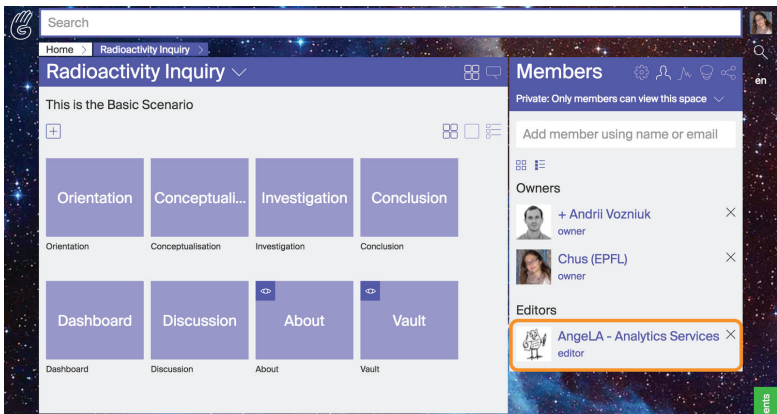 Search
Home
Radioactivity Inquiry
en
Radioactivity Inquiry
This is the Basic Scenario
Orientation
Conceptuali...
Investigation
Conclusion
Orientation
Conceptualisation
Investigation
Conclusion
Dashboard
Discussion
About
Vault
Dashboard
Discussion
About
Vault
Members
Private: Only members can view this space
Add member using name or email
Owners
+ Andrii Vozniuk
owner
Chus (EPFL)
owner
Editors
AngeLA - Analytics Services
editor